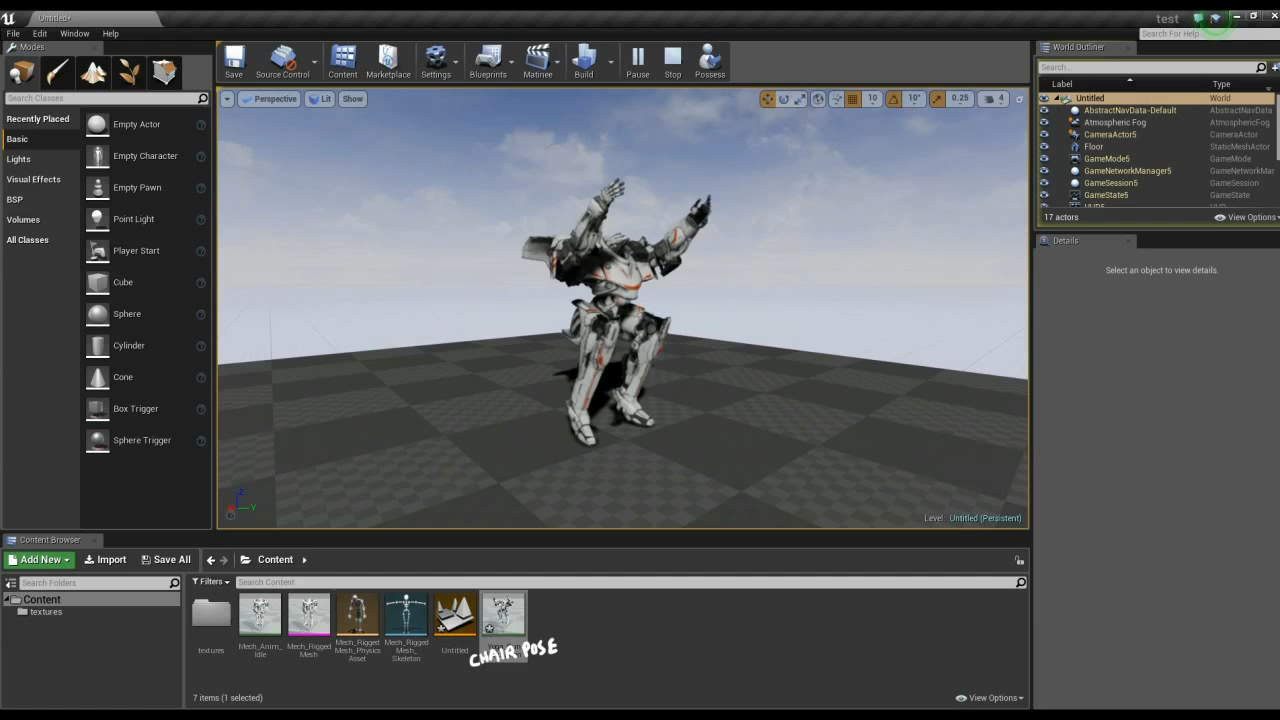 Untitled*
test
File Edit Window Help
Search For Help
Modes
World Outliner
Search Classes
Save Source Control Content Marketplace Settings Blueprints Matinee Build Pause Stop Possess
Search...
Label Type
Recently Placed
Basic
Lights
Visual Effects
BSP
Volumes
All Classes
Empty Actor
Empty Character
Empty Pawn
Point Light
Player Start
Cube
Sphere
Cylinder
Cone
Box Trigger
Sphere Trigger
Perspective Lit Show
10 10° 0.25 4
Untitled World
AbstractNavData-Default AbstractNavData
Atmospheric Fog AtmosphericFog
CameraActor5 CameraActor
Floor StaticMeshActor
GameMode5 GameMode
GameNetworkManager5 GameNetworkMar
GameSession5 GameSession
GameState5 GameState
17 actors View Options
Details
Select an object to view details.
Z
Y
Level: Untitled (Persistent)
Content Browser
Add New Import Save All Content
Search Folders
Filters Search Content
Content
textures
textures
Mech_Anim_
Idle
Mech_Rigged
Mesh
Mech_Rigged
Mesh_Physics
Asset
Mech_Rigged
Mesh_
Skeleton
Untitled
CHAIR POSE
7 items (1 selected) View Options